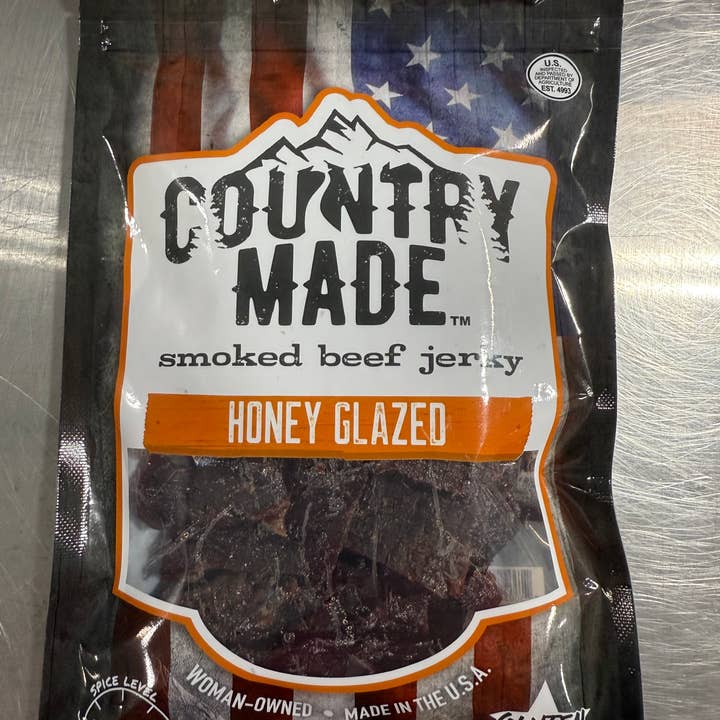 U.S.
INSPECTED
AND PASSED BY
DEPARTMENT OF
AGRICULTURE
EST. 4993
COUNTRY
MADE™
smoked beef jerky
HONEY GLAZED
SPICE LEVEL
WOMAN-OWNED • MADE IN THE U.S.A.